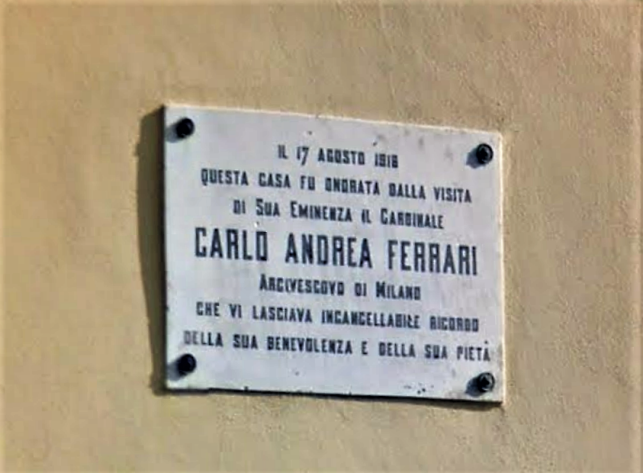 IL 17 AGOSTO 1918
QUESTA CASA FU ONORATA DALLA VISITA
DI SUA EMINENZA IL CARDINALE
CARLO ANDREA FERRARI
ARCIVESCOVO DI MILANO
CHE VI LASCIAVA INCANCELLABILE RICORDO
DELLA SUA BENEVOLENZA E DELLA SUA PIETÀ